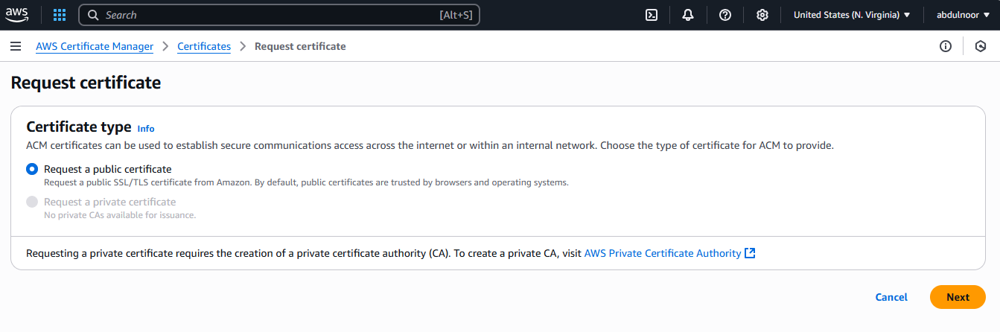 aws Search [Alt+S] United States (N. Virginia) abdulnoor
AWS Certificate Manager Certificates Request certificate
Request certificate
Certificate type Info
ACM certificates can be used to establish secure communications access across the internet or within an internal network. Choose the type of certificate for ACM to provide.
Request a public certificate
Request a public SSL/TLS certificate from Amazon. By default, public certificates are trusted by browsers and operating systems.
Request a private certificate
No private CAs available for issuance.
Requesting a private certificate requires the creation of a private certificate authority (CA). To create a private CA, visit AWS Private Certificate Authority
Cancel Next